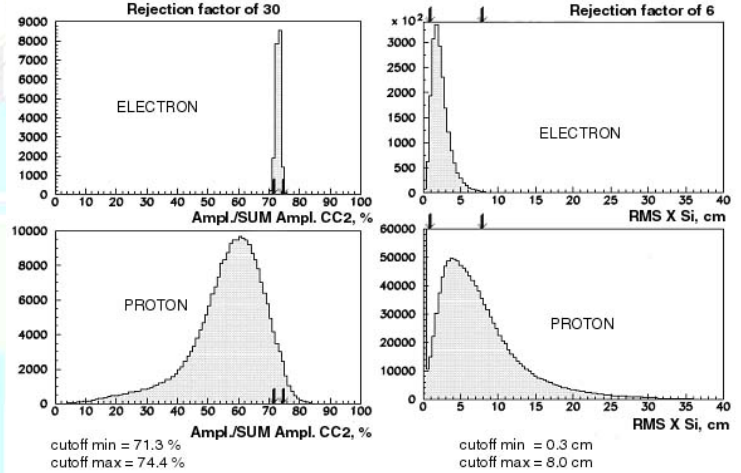 Rejection factor of 30
9000
8000
7000
6000
5000
4000
3000
2000
1000
0
ELECTRON
0 10 20 30 40 50 60 70 80 90 100
Ampl./SUM Ampl. CC2, %
Rejection factor of 6
x 10²
3000
2500
2000
1500
1000
500
0
ELECTRON
0 5 10 15 20 25 30 35 40
RMS X Si, cm
10000
8000
6000
4000
2000
0
PROTON
0 10 20 30 40 50 60 70 80 90 100
Ampl./SUM Ampl. CC2, %
cutoff min = 71.3 %
cutoff max = 74.4 %
60000
50000
40000
30000
20000
10000
0
PROTON
0 5 10 15 20 25 30 35 40
RMS X Si, cm
cutoff min = 0.3 cm
cutoff max = 8.0 cm